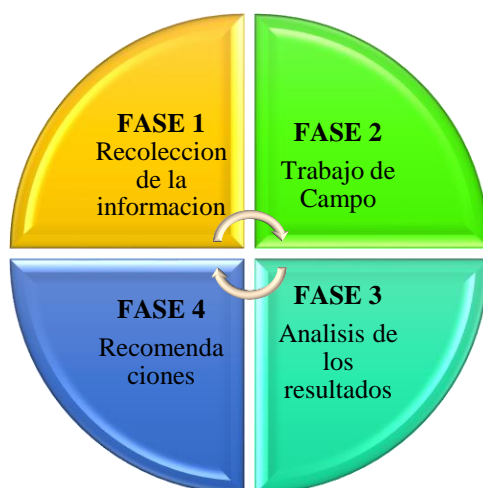 FASE 1
Recoleccion
de la
informacion
FASE 2
Trabajo de
Campo
FASE 3
Analisis de
los
resultados
FASE 4
Recomenda
ciones